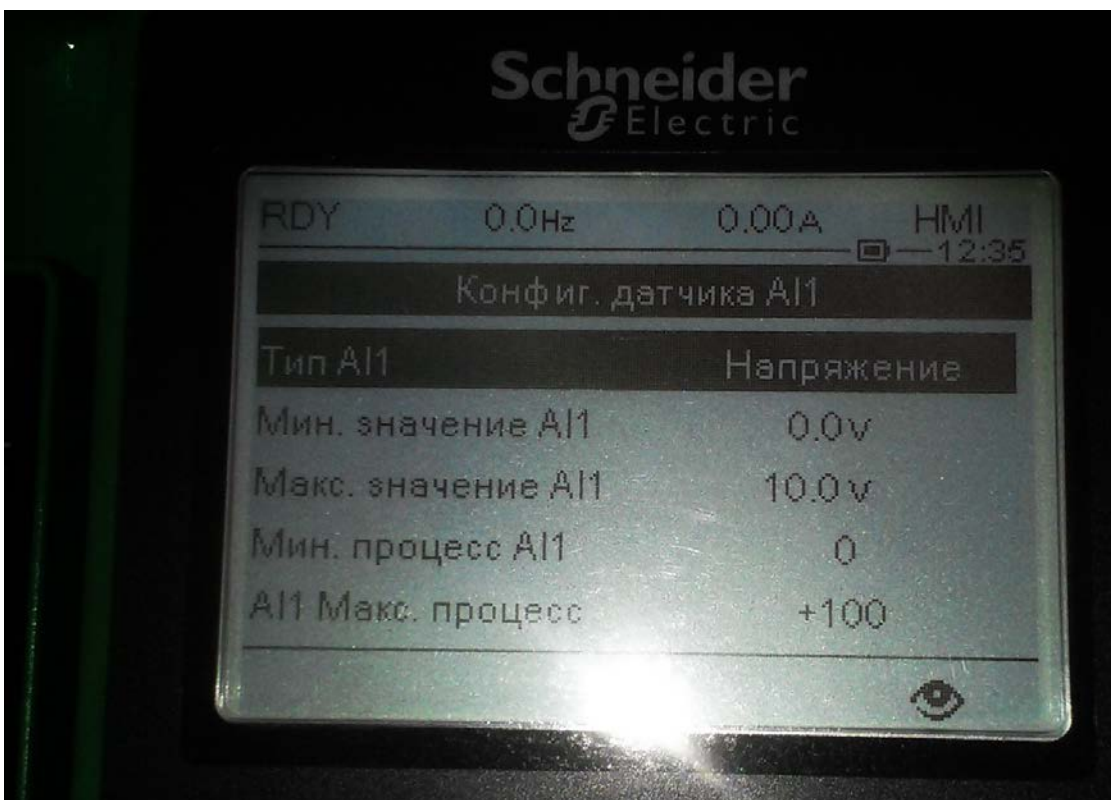 Schneider
Electric
RDY 0.0Hz 0.00A HMI
12:35
Конфиг. датчика AI1
Тип AI1 Напряжение
Мин. значение AI1 0.0v
Макс. значение AI1 10.0v
Мин. процесс AI1 0
AI1 Макс. процесс +100